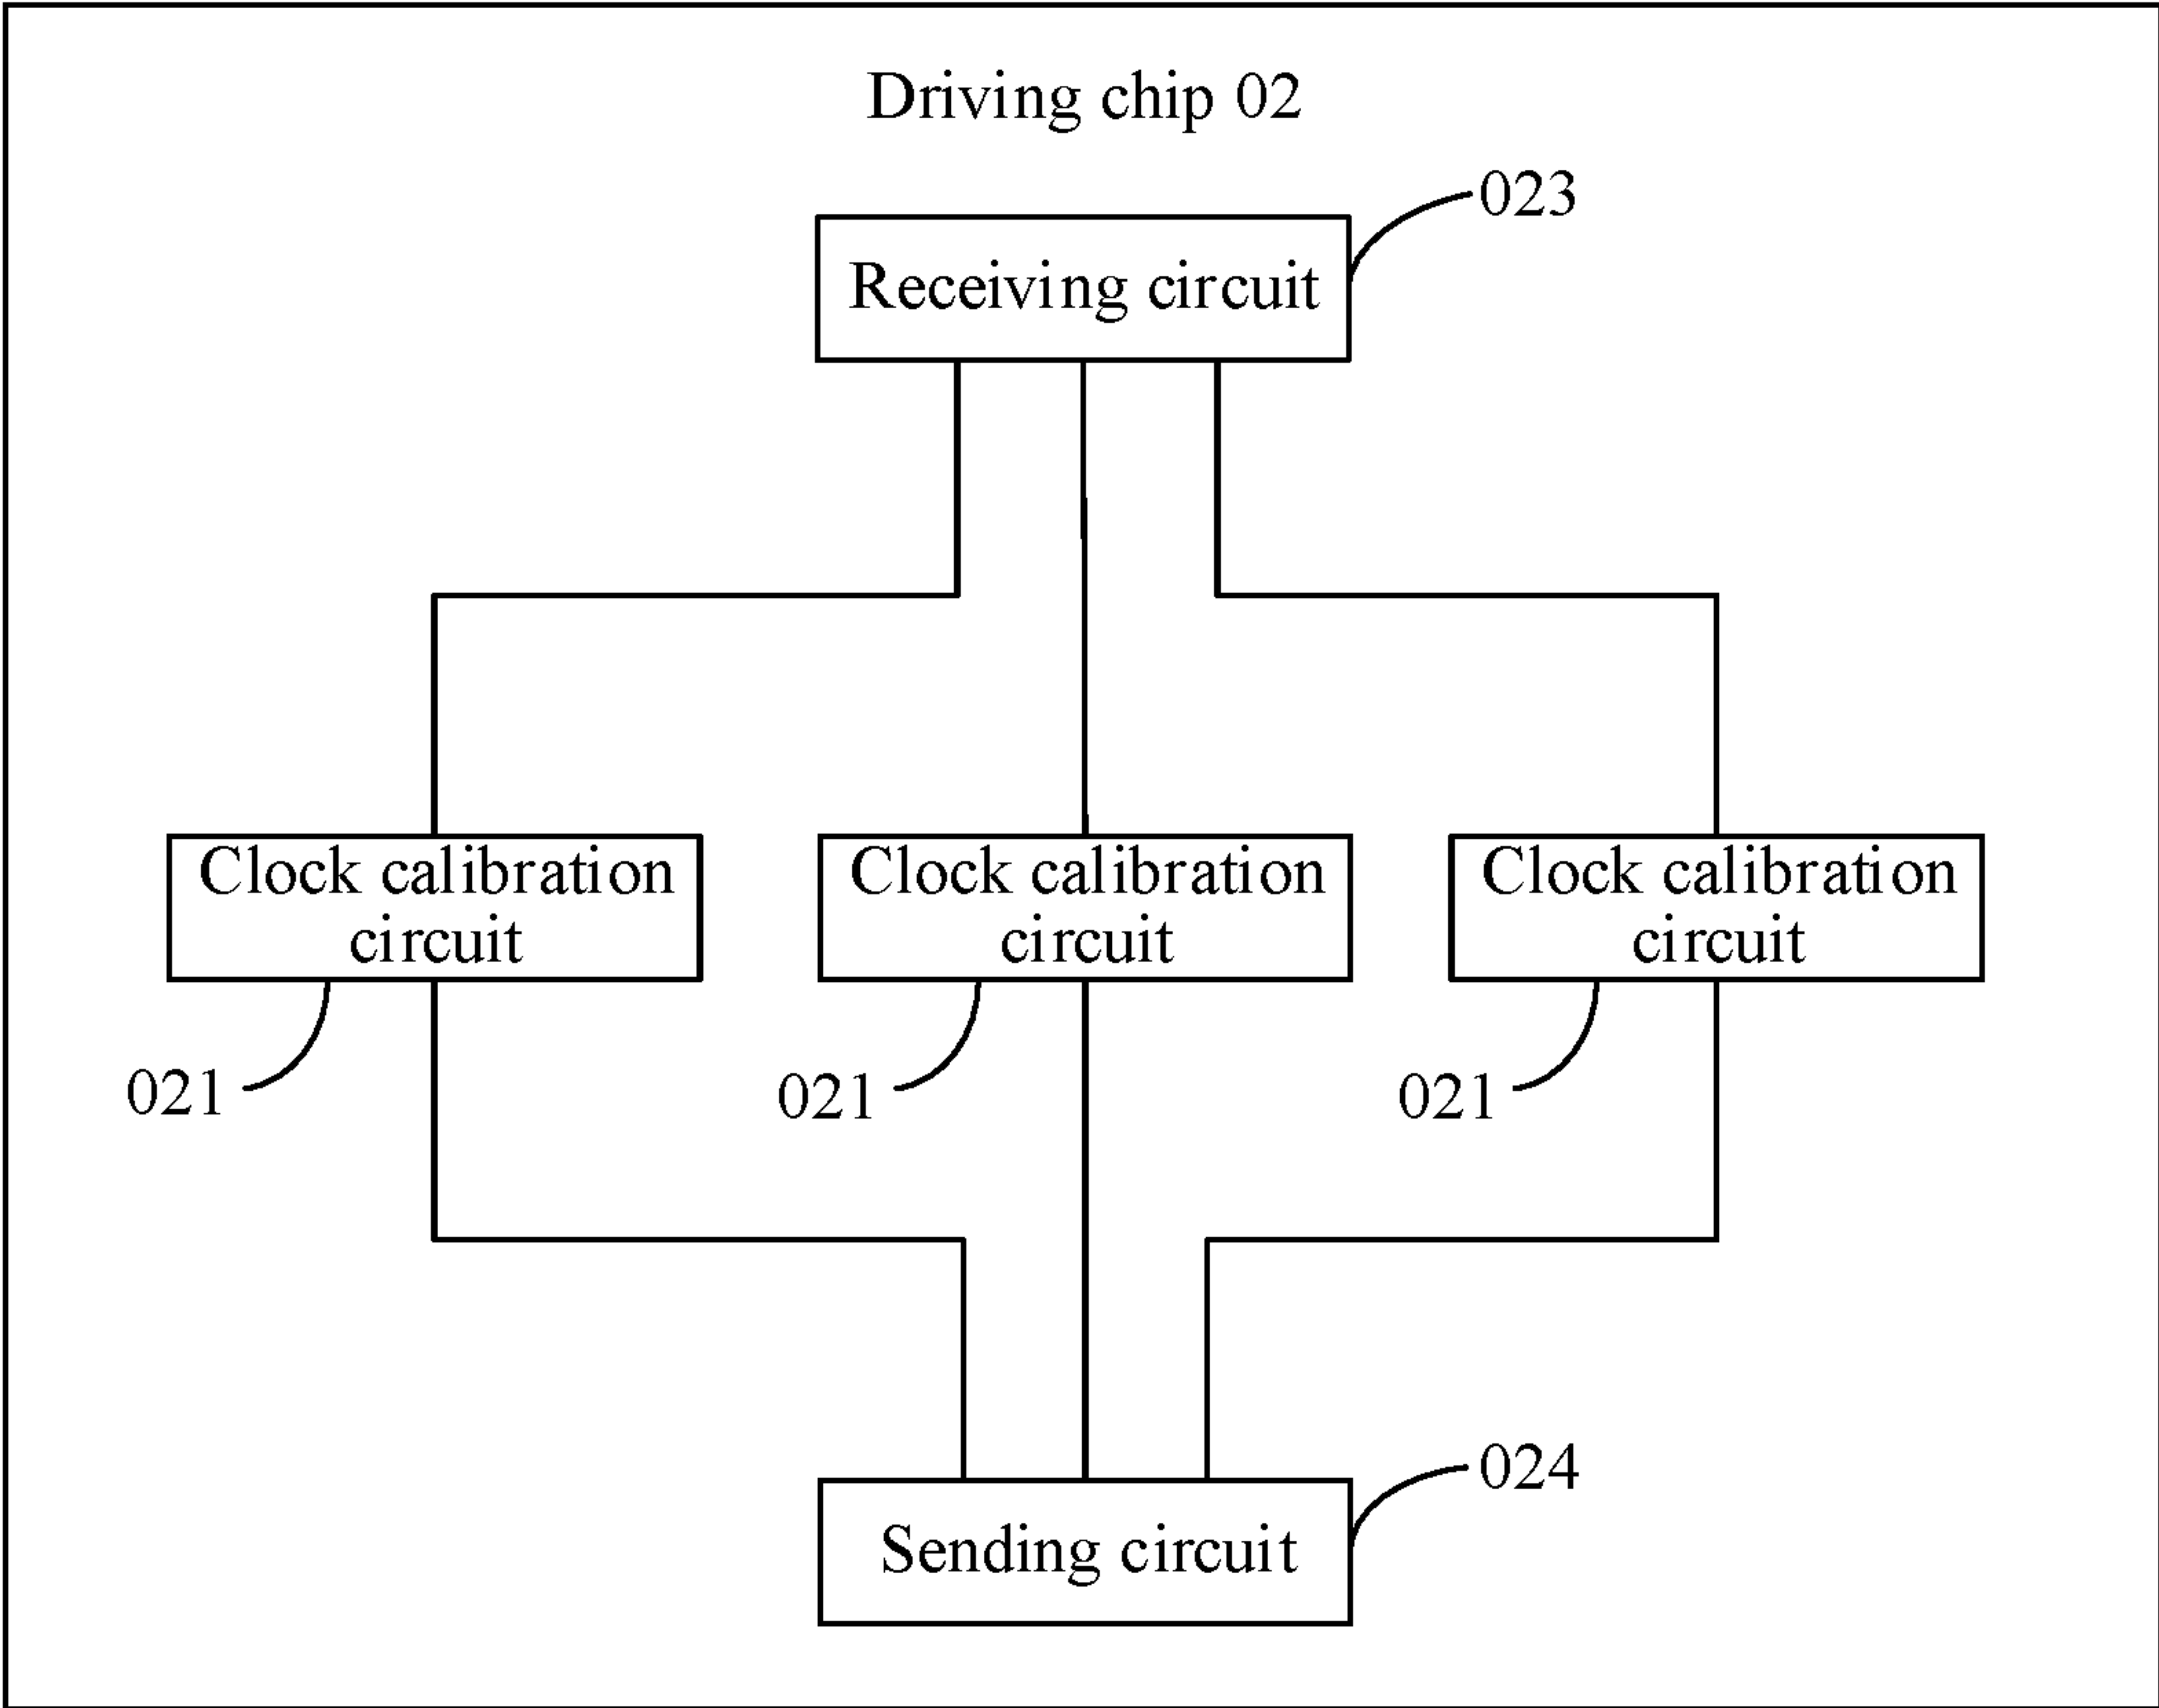 Driving chip 02
023
Receiving circuit
Clock calibration
circuit
Clock calibration
circuit
Clock calibration
circuit
021
021
021
024
Sending circuit